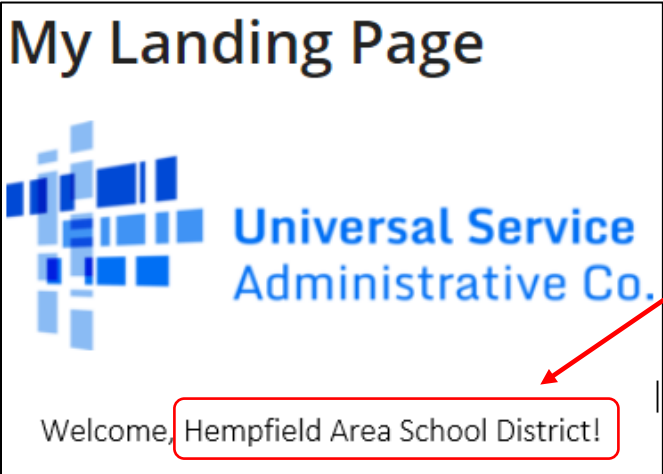 My Landing Page
Universal Service
Administrative Co.
Welcome, Hempfield Area School District!